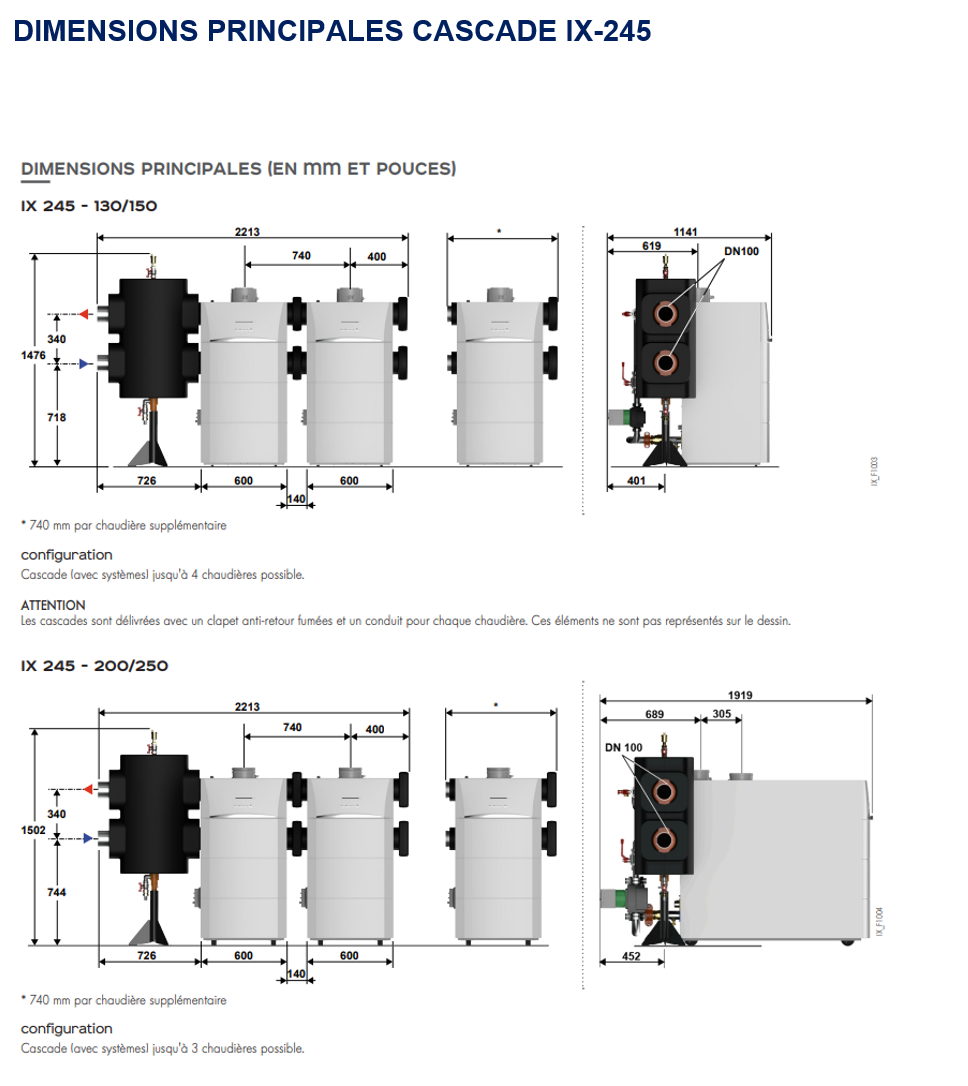 DIMENSIONS PRINCIPALES CASCADE IX-245
DIMENSIONS PRINCIPALES (EN MM ET POUCES)
IX 245 - 130/150
2213
*
1141
740
400
619
DN100
340
1476
718
726
600
600
140
401
IX_F1003
* 740 mm par chaudière supplémentaire
configuration
Cascade (avec systèmes) jusqu'à 4 chaudières possible.
ATTENTION
Les cascades sont délivrées avec un clapet anti-retour fumées et un conduit pour chaque chaudière. Ces éléments ne sont pas représentés sur le dessin.
IX 245 - 200/250
2213
*
1919
740
400
689
305
DN 100
340
1502
744
726
600
600
140
452
IX_F1004
* 740 mm par chaudière supplémentaire
configuration
Cascade (avec systèmes) jusqu'à 3 chaudières possible.